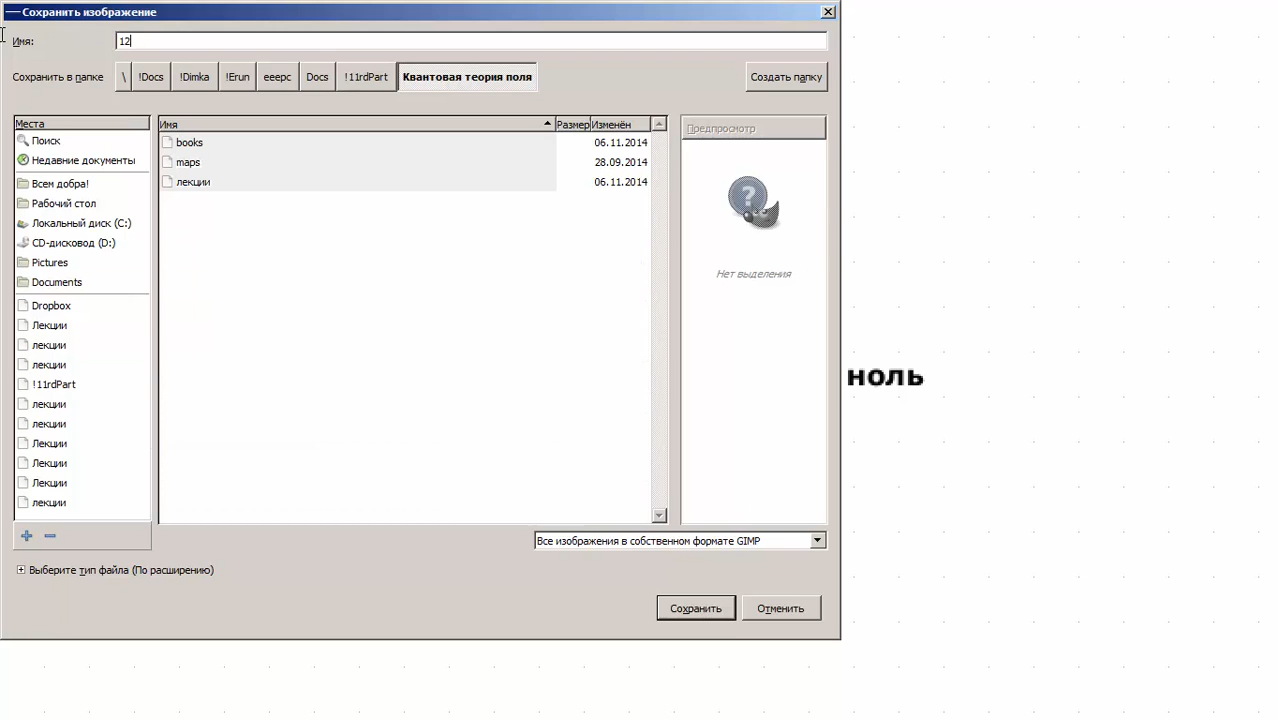 Сохранить изображение
Имя: 12
Сохранить в папке \ !Docs !Dimka !Erun eeepc Docs !11rdPart Квантовая теория поля Создать папку
Места
Поиск
Недавние документы
Всем добра!
Рабочий стол
Локальный диск (C:)
CD-дисковод (D:)
Pictures
Documents
Dropbox
Лекции
лекции
лекции
!11rdPart
лекции
лекции
Лекции
Лекции
Лекции
лекции
Имя Размер Изменён
books 06.11.2014
maps 28.09.2014
лекции 06.11.2014
Предпросмотр
Нет выделения
ноль
Все изображения в собственном формате GIMP
Выберите тип файла (По расширению)
Сохранить Отменить